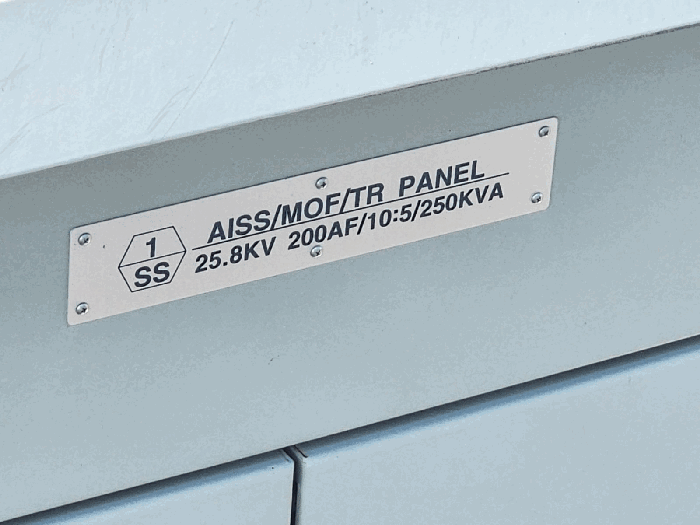 1
SS
AISS/MOF/TR PANEL
25.8KV 200AF/10:5/250KVA